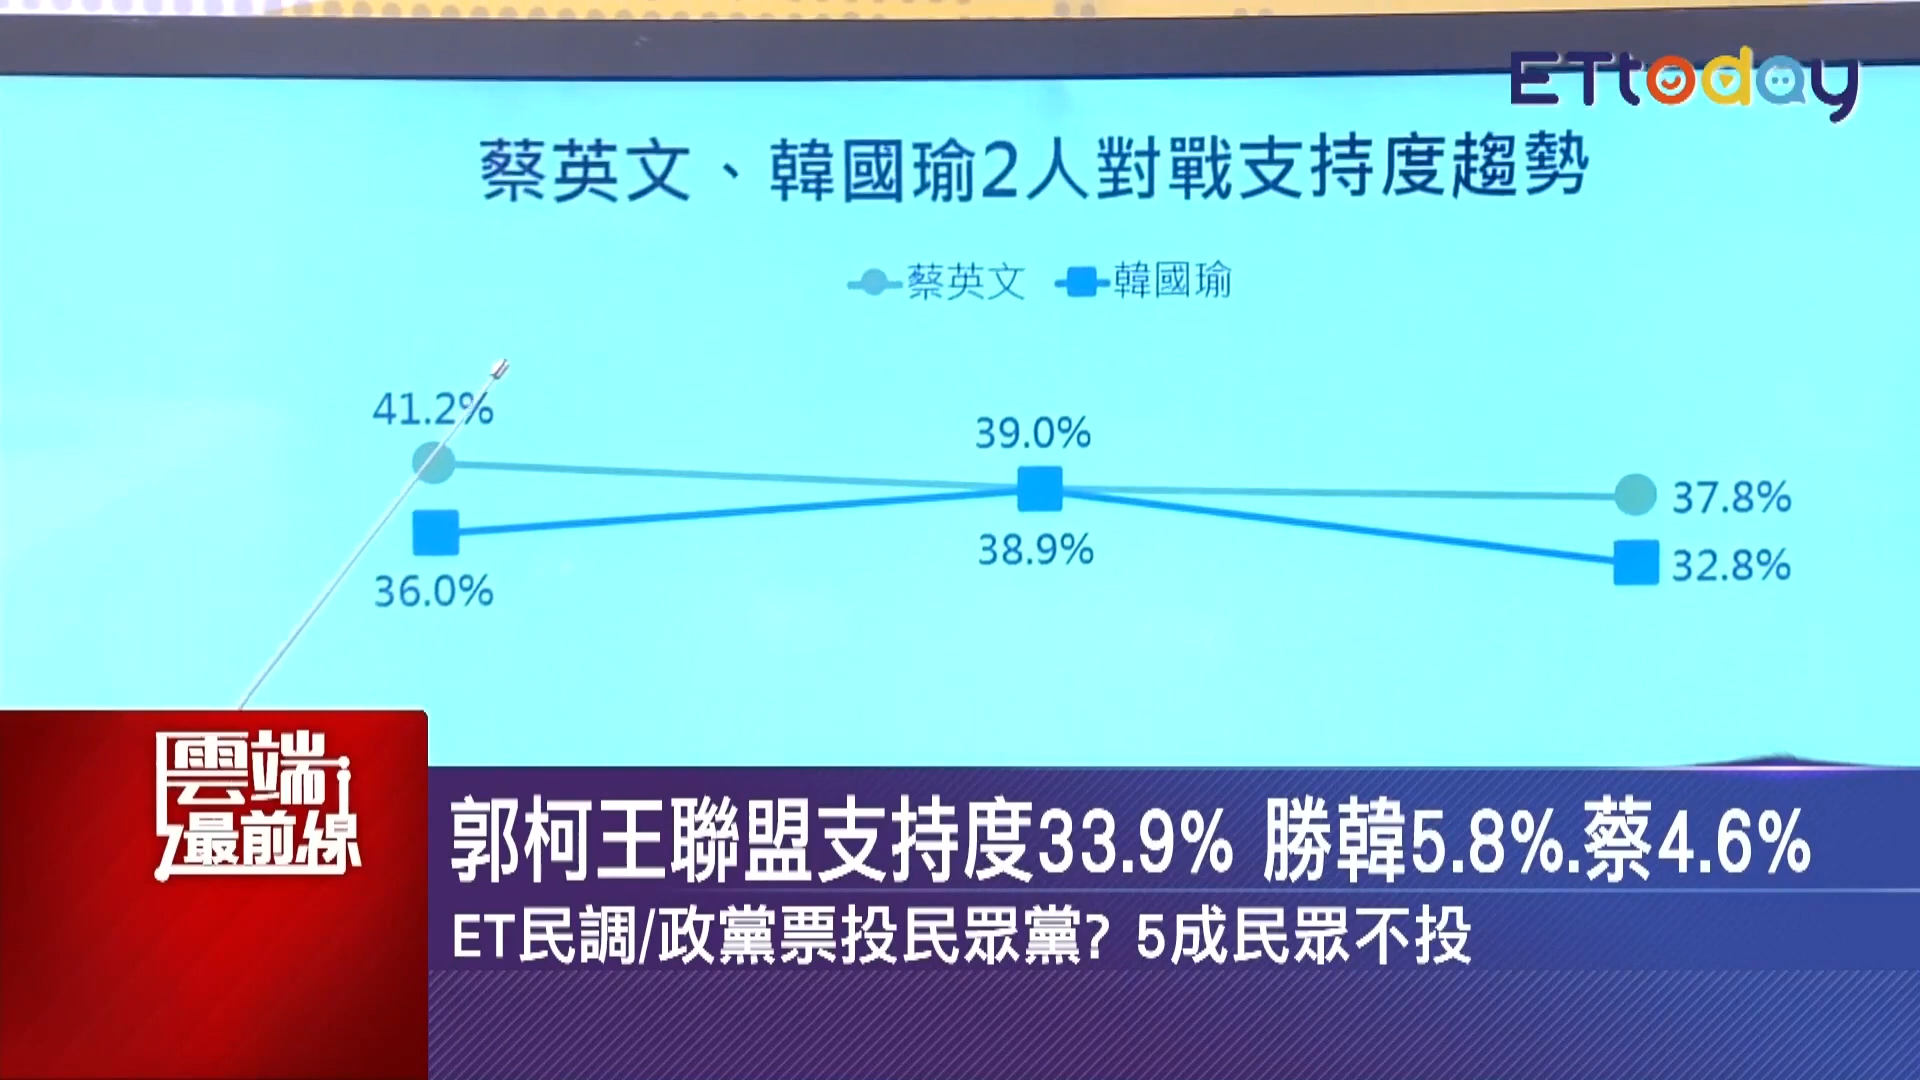 ETtoday
蔡英文、韓國瑜2人對戰支持度趨勢
蔡英文 韓國瑜
41.2%
39.0%
37.8%
38.9%
32.8%
36.0%
雲端
最前線
郭柯王聯盟支持度33.9% 勝韓5.8%.蔡4.6%
ET民調/政黨票投民眾黨? 5成民眾不投